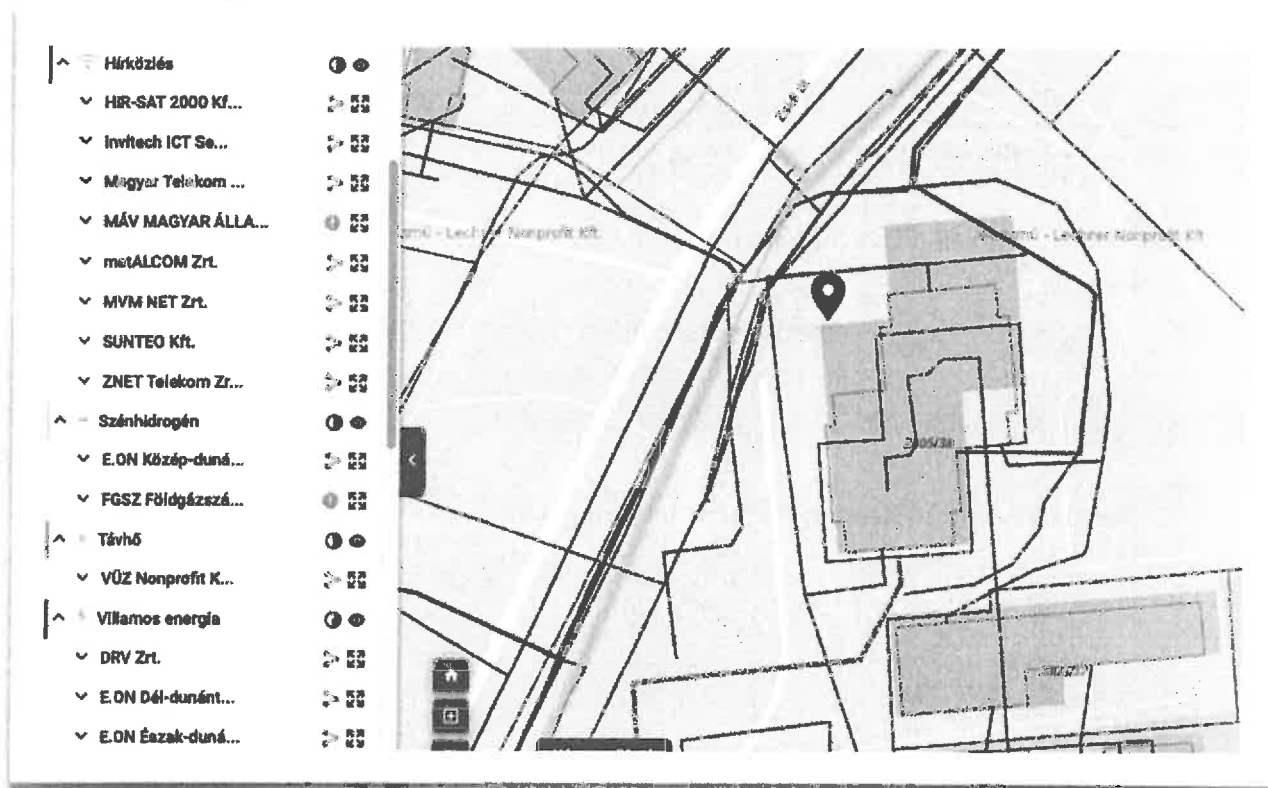 Hírközlés
HIR-SAT 2000 Kf...
Invitech ICT Se...
Magyar Telekom ...
MÁV MAGYAR ÁLLA...
metALCOM Zrt.
MVM NET Zrt.
SUNTEO Kft.
ZNET Telekom Zr...
Szénhidrogén
E.ON Közép-duná...
FGSZ Földgázszá...
Távhő
VÜZ Nonprofit K...
Villamos energia
DRV Zrt.
E.ON Dél-dunánt...
E.ON Észak-duná...
- Lechner Nonprofit Kft.
- Lechner Nonprofit Kft